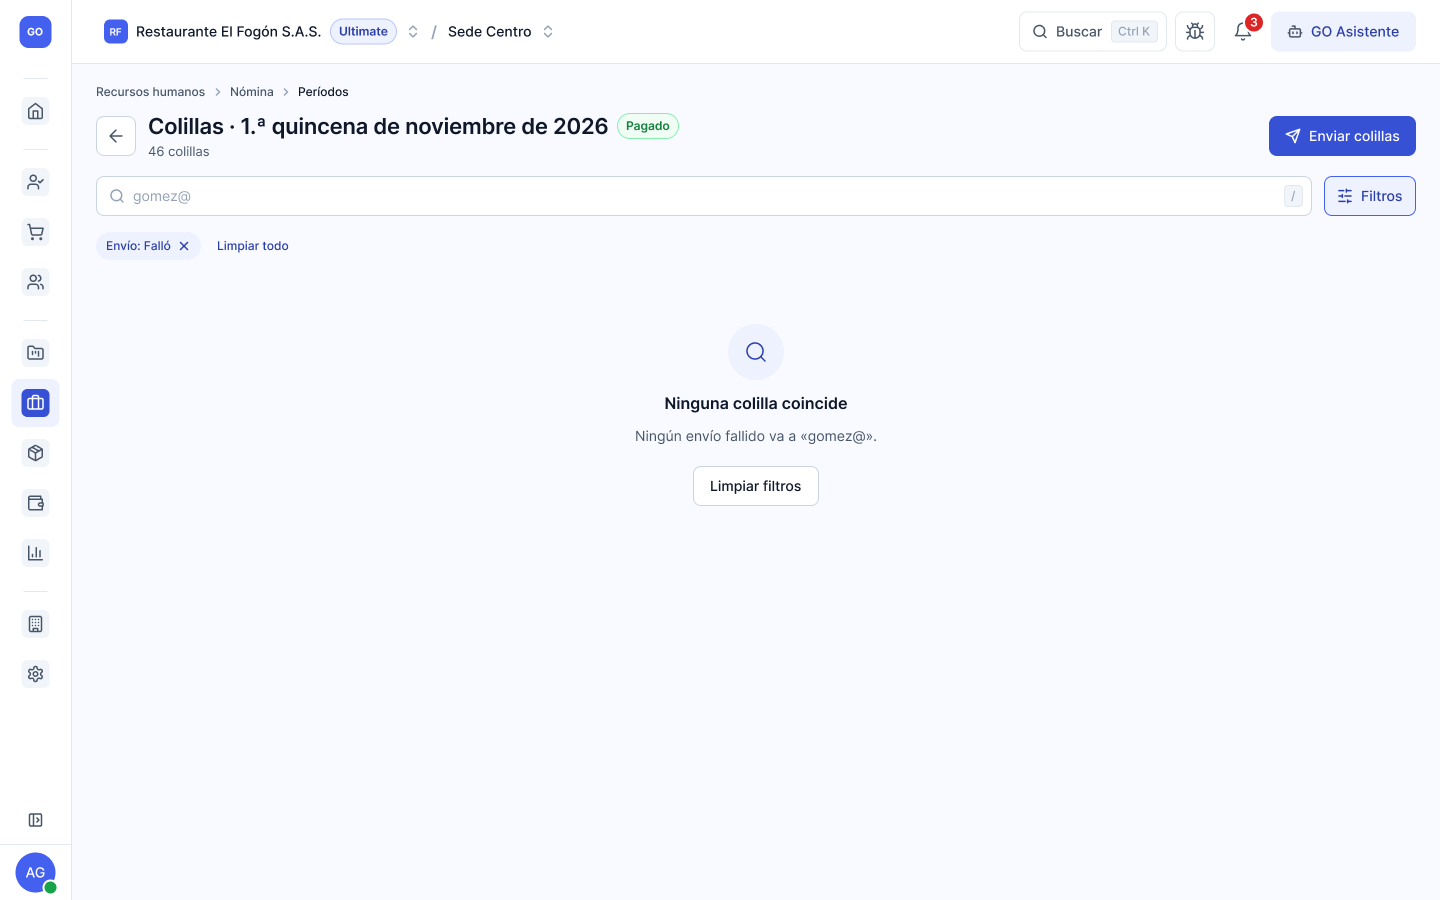 GO
RF Restaurante El Fogón S.A.S. Ultimate / Sede Centro
Buscar Ctrl K
3
GO Asistente
Recursos humanos Nómina Períodos
Colillas · 1.ª quincena de noviembre de 2026 Pagado
46 colillas
Enviar colillas
gomez@ /
Filtros
Envío: Falló Limpiar todo
Ninguna colilla coincide
Ningún envío fallido va a «gomez@».
Limpiar filtros
AG